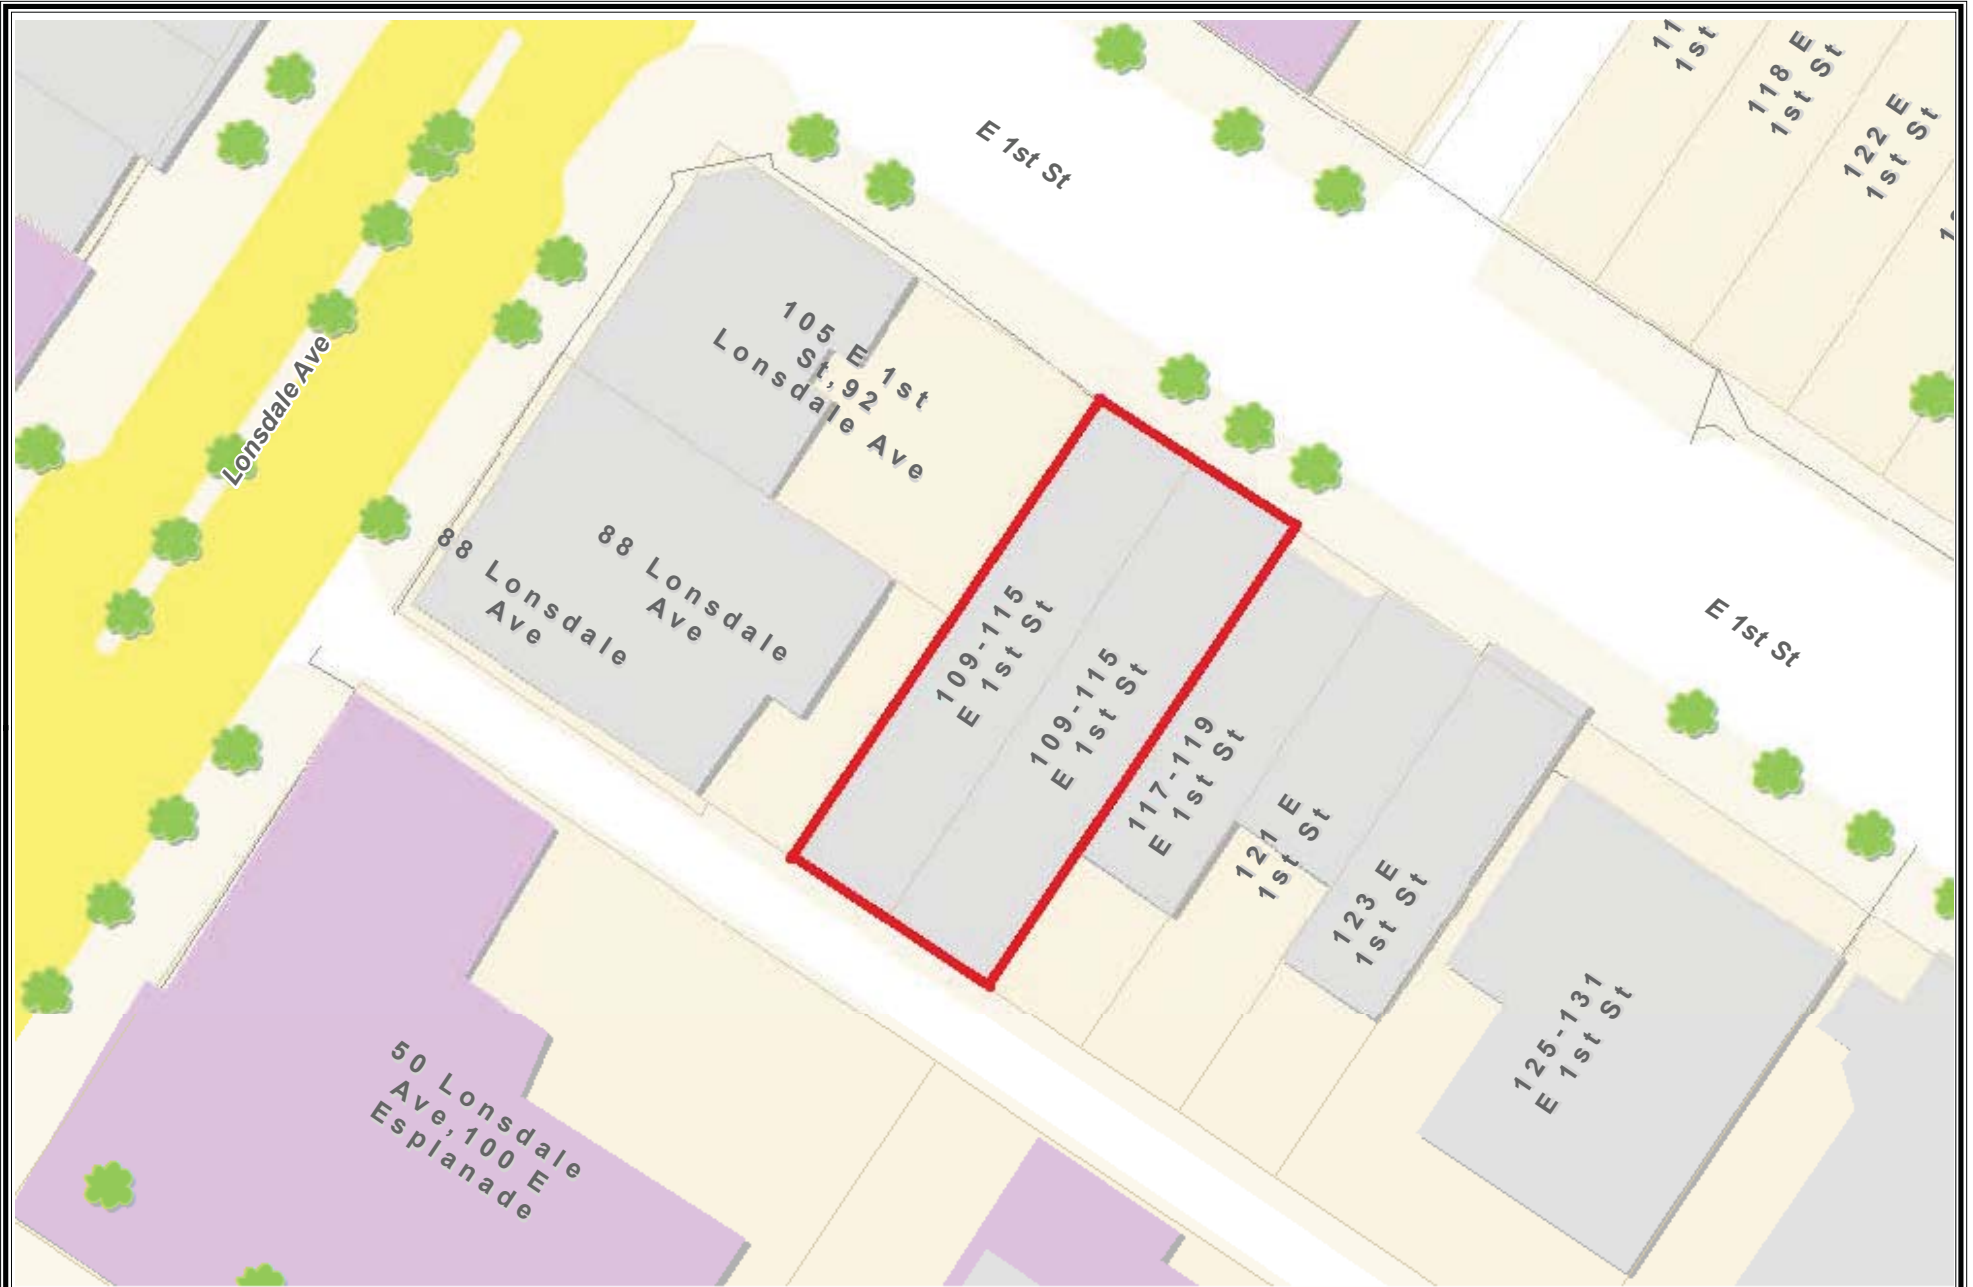 E 1st St
118 E
1st St
122 E
1st St
105 E 1st
St,92
Lonsdale Ave
Lonsdale Ave
88 Lonsdale
Ave
88 Lonsdale
Ave
109-115
E 1st St
109-115
E 1st St
117-119
E 1st St
121 E
1st St
123 E
1st St
125-131
E 1st St
E 1st St
50 Lonsdale
Ave,100 E
Esplanade